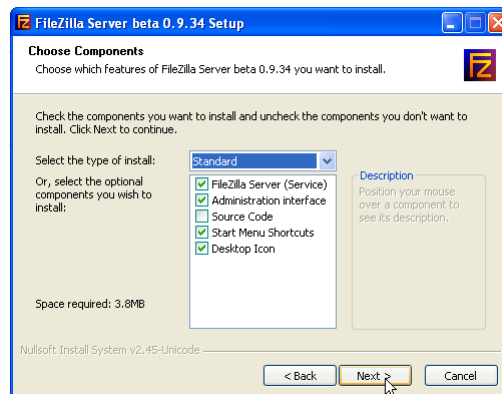 FileZilla Server beta 0.9.34 Setup
Choose Components
Choose which features of FileZilla Server beta 0.9.34 you want to install.
FZ
Check the components you want to install and uncheck the components you don't want to
install. Click Next to continue.
Select the type of install:
Standard
Or, select the optional
components you wish to
install:
FileZilla Server (Service)
Administration interface
Source Code
Start Menu Shortcuts
Desktop Icon
Description
Position your mouse
over a component to
see its description.
Space required: 3.8MB
Nullsoft Install System v2.45-Unicode
< Back
Next >
Cancel